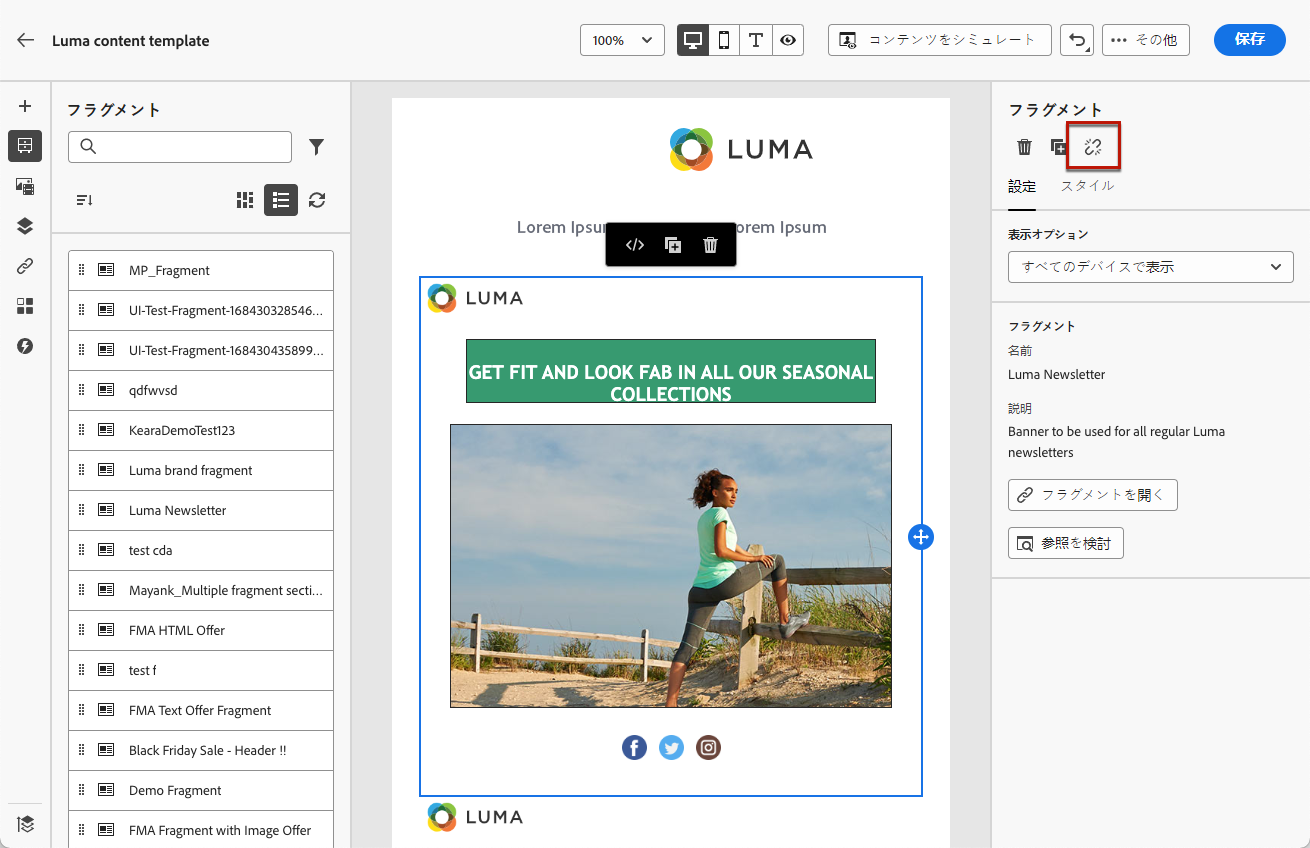 Luma content template
100%
コンテンツをシミュレート
その他
保存
フラグメント
MP_Fragment
UI-Test-Fragment-168430328546...
UI-Test-Fragment-168430435899...
qdfwvsd
KearaDemoTest123
Luma brand fragment
Luma Newsletter
test cda
Mayank_Multiple fragment secti...
FMA HTML Offer
test f
FMA Text Offer Fragment
Black Friday Sale - Header !!
Demo Fragment
FMA Fragment with Image Offer
LUMA
Lorem Ipsu orem Ipsum
LUMA
GET FIT AND LOOK FAB IN ALL OUR SEASONAL
COLLECTIONS
LUMA
フラグメント
設定 スタイル
表示オプション
すべてのデバイスで表示
フラグメント
名前
Luma Newsletter
説明
Banner to be used for all regular Luma
newsletters
フラグメントを開く
参照を検討